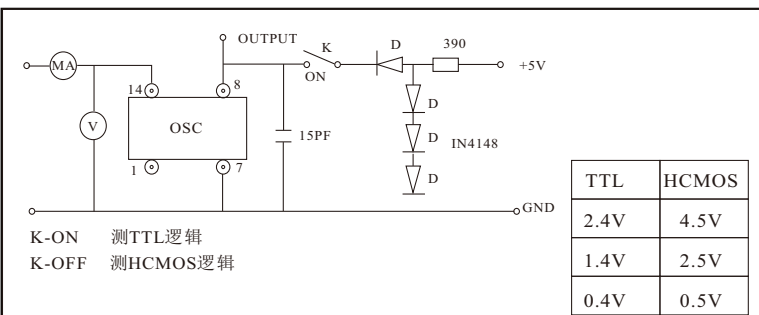 OUTPUT
K
D
390
MA
ON
+5V
14
8
D
V
OSC
15PF
D
IN4148
1
7
D
GND
K-ON 测TTL逻辑
K-OFF 测HCMOS逻辑
TTL HCMOS
2.4V 4.5V
1.4V 2.5V
0.4V 0.5V